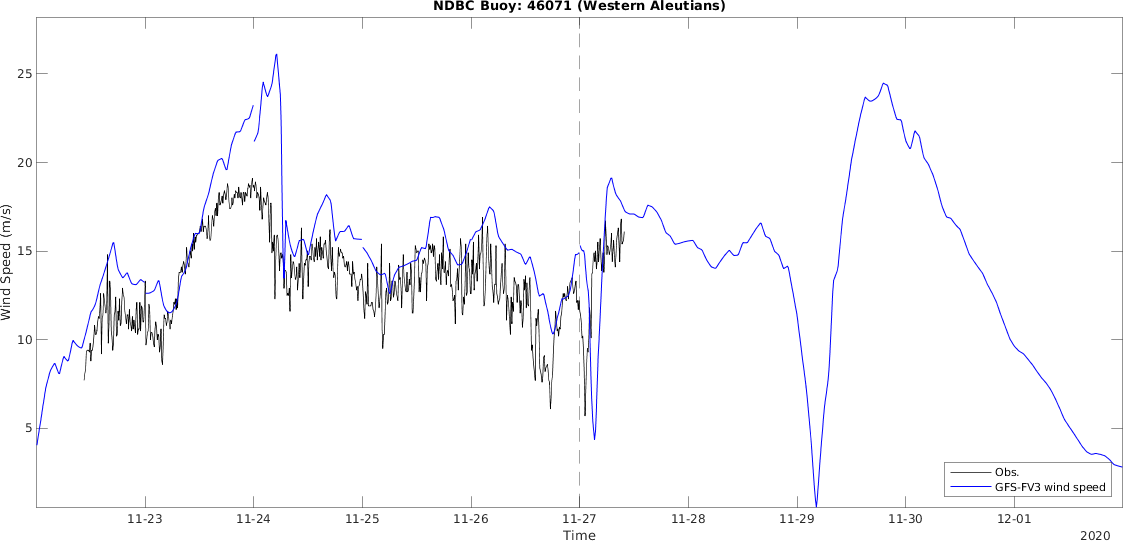 NDBC Buoy: 46071 (Western Aleutians)
Wind Speed (m/s)
25
20
15
10
5
11-23 11-24 11-25 11-26 11-27 11-28 11-29 11-30 12-01
Time
2020
Obs.
GFS-FV3 wind speed